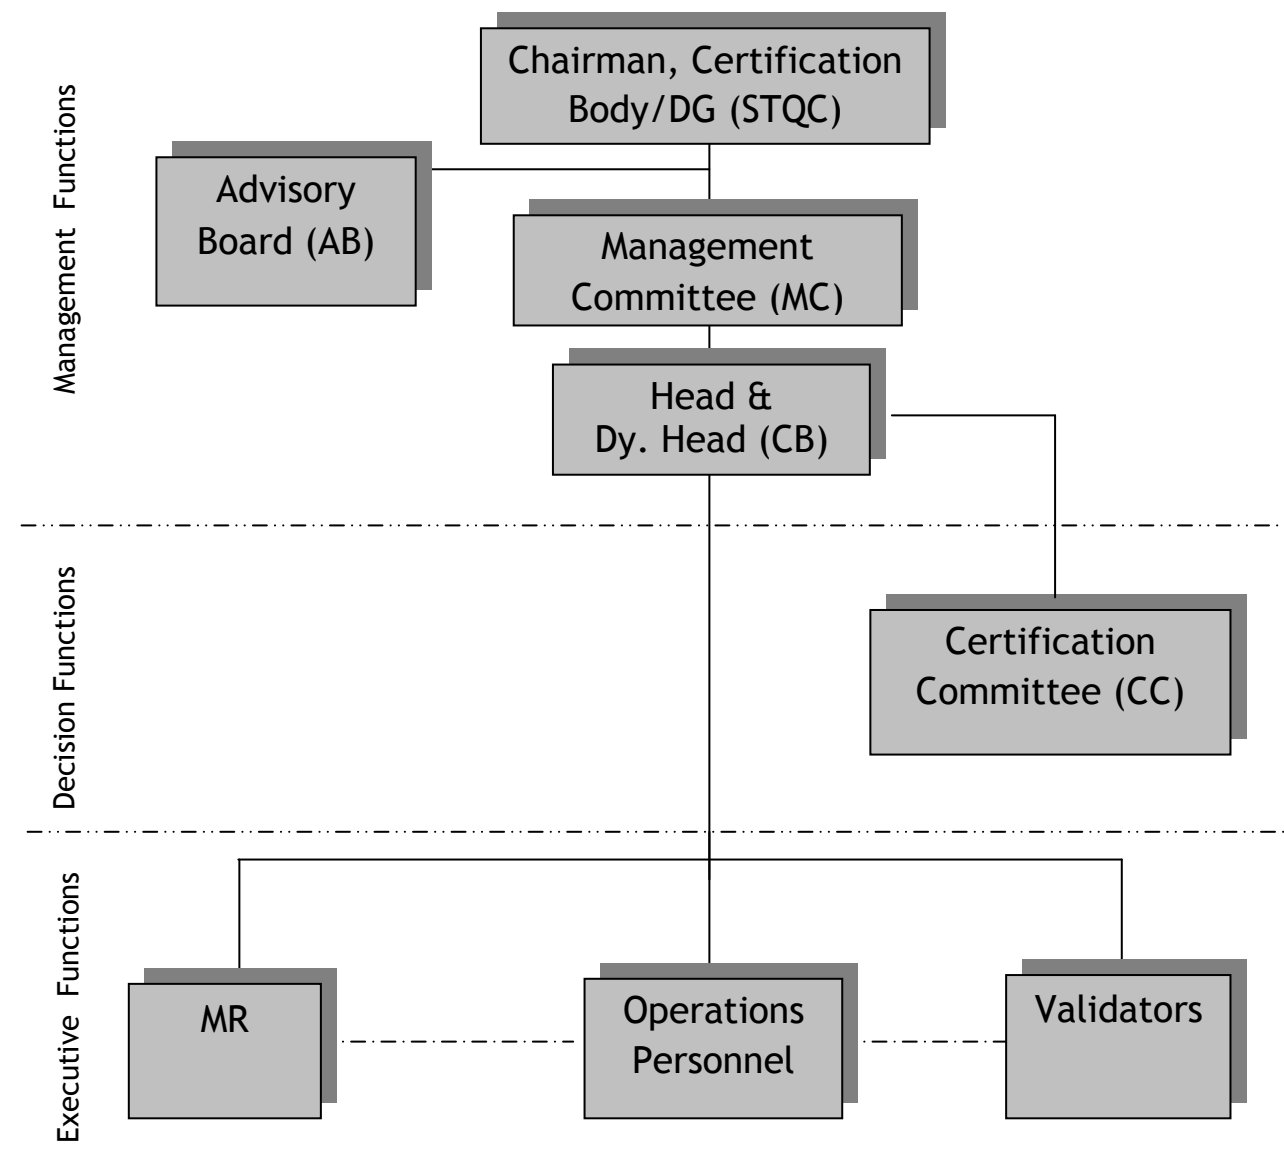 Chairman, Certification
Body/DG (STQC)
Management Functions
Advisory
Board (AB)
Management
Committee (MC)
Head &
Dy. Head (CB)
Decision Functions
Certification
Committee (CC)
Executive Functions
MR
Operations
Personnel
Validators